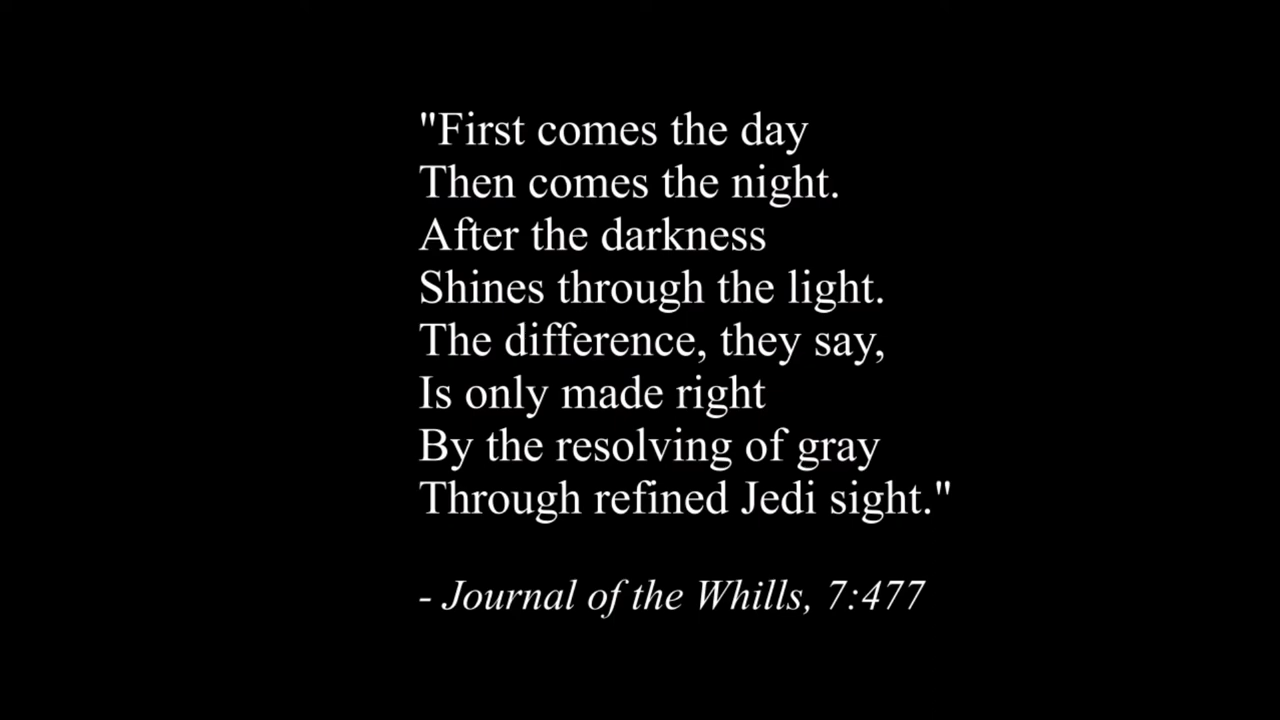 "First comes the day
Then comes the night.
After the darkness
Shines through the light.
The difference, they say,
Is only made right
By the resolving of gray
Through refined Jedi sight."
- Journal of the Whills, 7:477